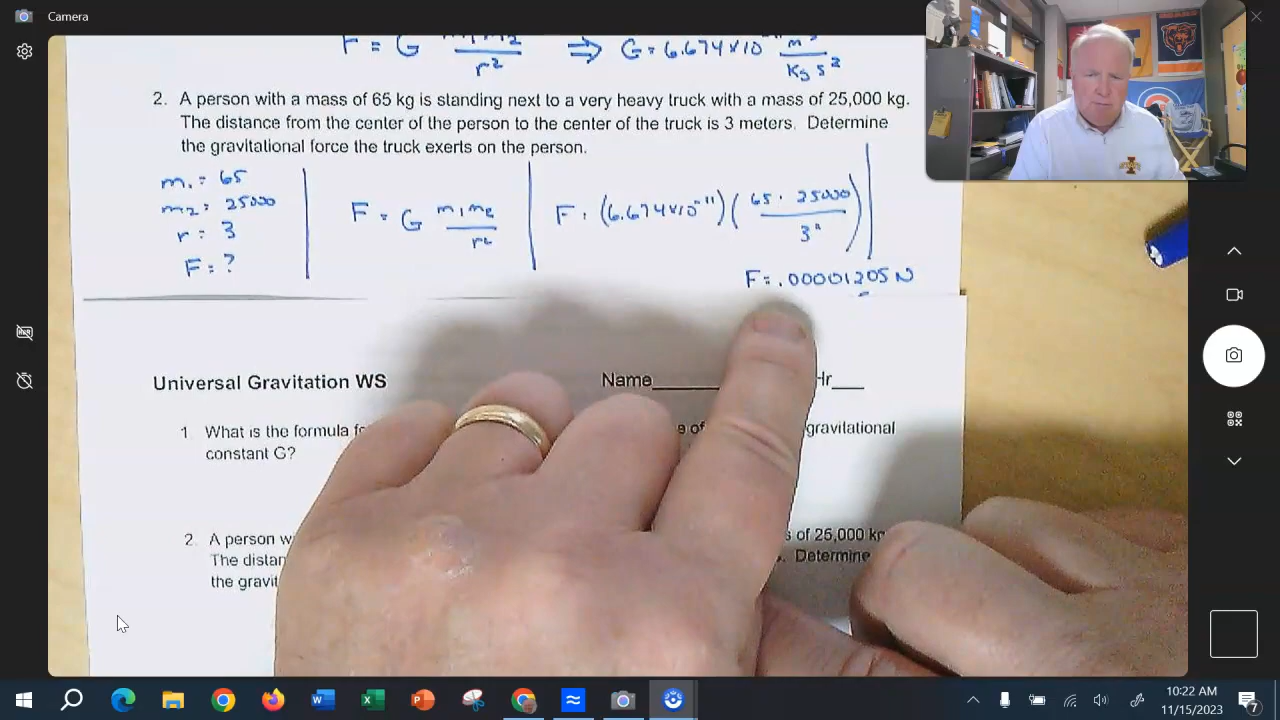 Camera
F = G m1m2/r² ⇒ G = 6.674 x 10⁻¹¹ m³/kg s²
2. A person with a mass of 65 kg is standing next to a very heavy truck with a mass of 25,000 kg.
The distance from the center of the person to the center of the truck is 3 meters. Determine
the gravitational force the truck exerts on the person.
m1 = 65
m2 = 25000
r = 3
F = ?
F = G m1m2/r²
F = (6.674x10⁻¹¹)(65 · 25000/3²)
F = .00001205 N
Universal Gravitation WS Name Hr
1 What is the formula
gravitational
constant G?
2. A person
of 25,000
The
Determine
the
10:22 AM
11/15/2023
7